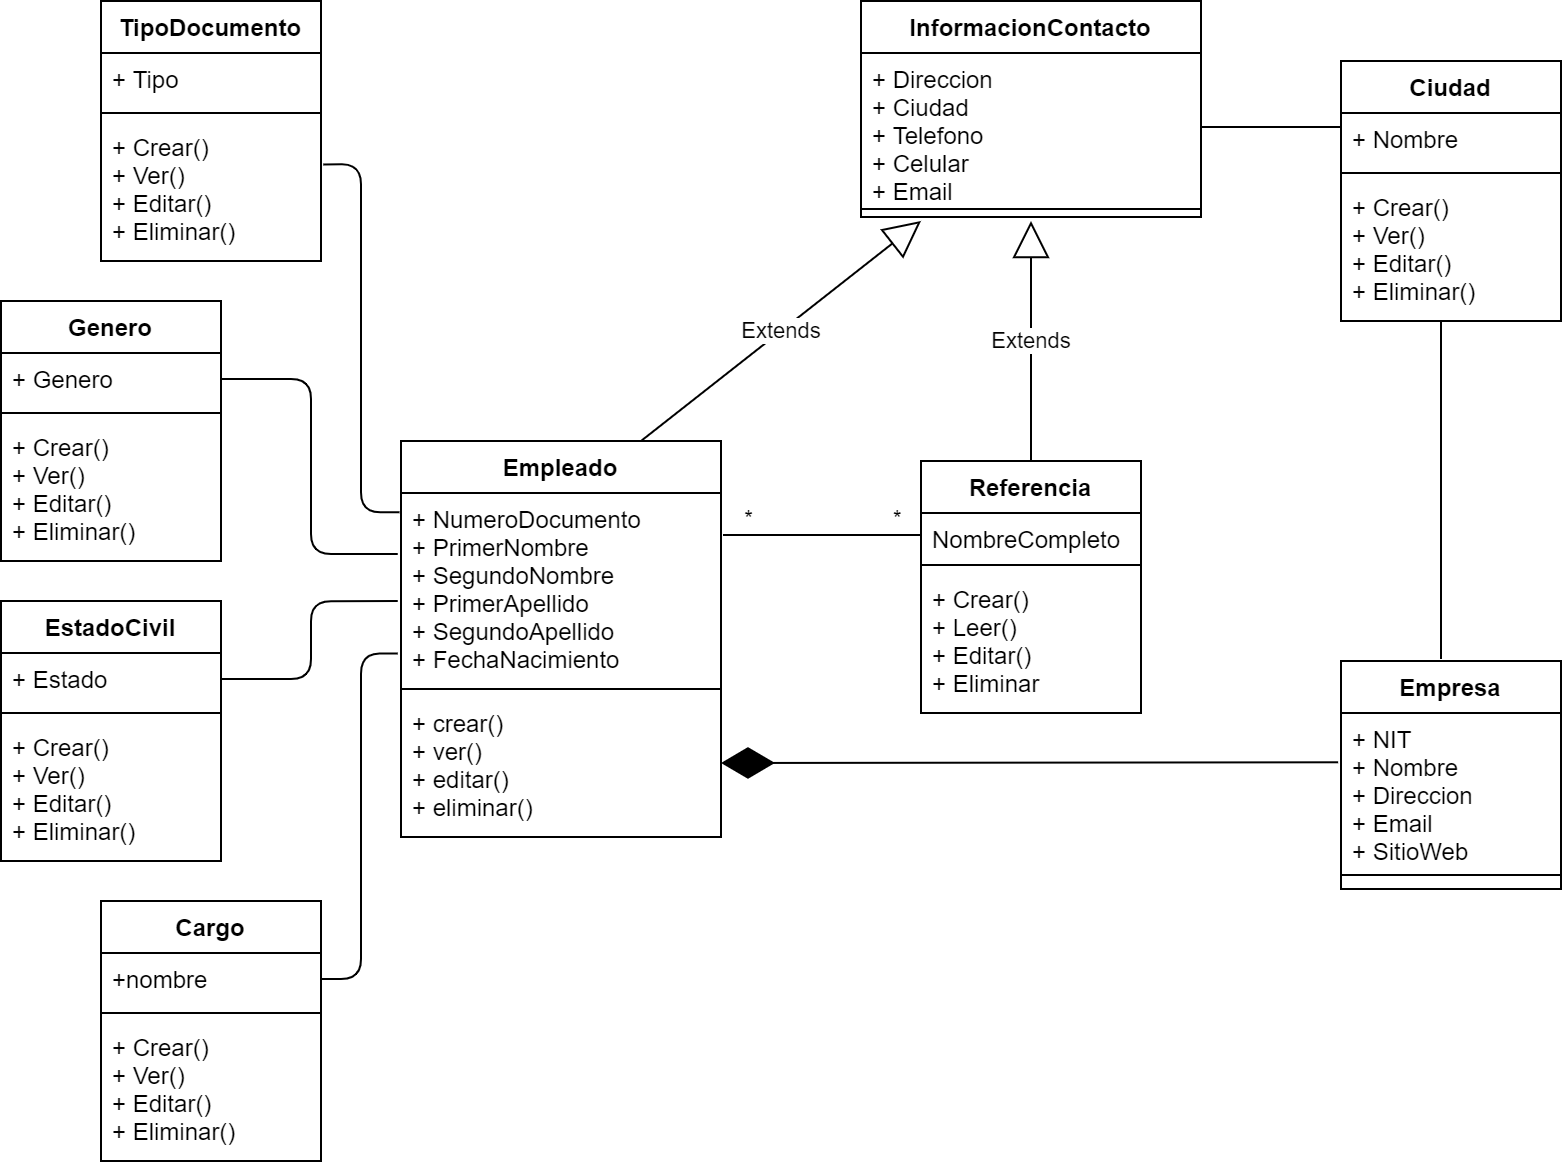 TipoDocumento
+ Tipo
+ Crear()
+ Ver()
+ Editar()
+ Eliminar()
InformacionContacto
+ Direccion
+ Ciudad
+ Telefono
+ Celular
+ Email
Ciudad
+ Nombre
+ Crear()
+ Ver()
+ Editar()
+ Eliminar()
Genero
+ Genero
+ Crear()
+ Ver()
+ Editar()
+ Eliminar()
Extends
Extends
Empleado
+ NumeroDocumento
+ PrimerNombre
+ SegundoNombre
+ PrimerApellido
+ SegundoApellido
+ FechaNacimiento
+ crear()
+ ver()
+ editar()
+ eliminar()
*
*
Referencia
NombreCompleto
+ Crear()
+ Leer()
+ Editar()
+ Eliminar
EstadoCivil
+ Estado
+ Crear()
+ Ver()
+ Editar()
+ Eliminar()
Empresa
+ NIT
+ Nombre
+ Direccion
+ Email
+ SitioWeb
Cargo
+nombre
+ Crear()
+ Ver()
+ Editar()
+ Eliminar()